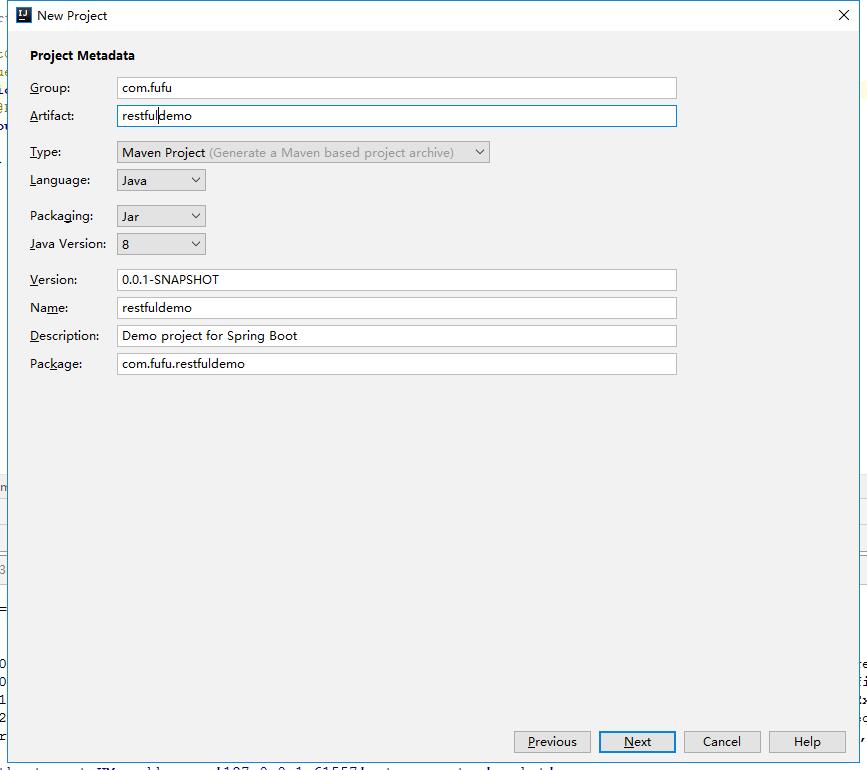 New Project
Project Metadata
Group: com.fufu
Artifact: restfuldemo
Type: Maven Project (Generate a Maven based project archive)
Language: Java
Packaging: Jar
Java Version: 8
Version: 0.0.1-SNAPSHOT
Name: restfuldemo
Description: Demo project for Spring Boot
Package: com.fufu.restfuldemo
Previous Next Cancel Help